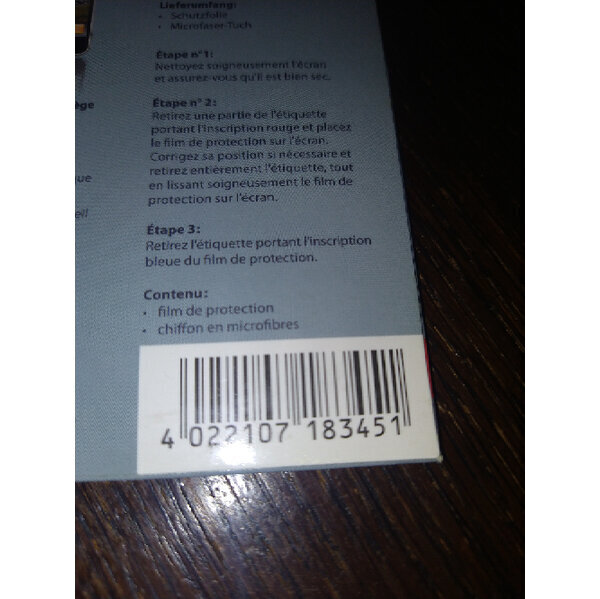 Lieferumfang:
• Schutzfolie
• Microfaser-Tuch
Étape n°1:
Nettoyez soigneusement l'écran
et assurez-vous qu'il est bien sec.
Étape n° 2:
Retirez une partie de l'étiquette
portant l'inscription rouge et placez
le film de protection sur l'écran.
Corrigez sa position si nécessaire et
retirez entièrement l'étiquette, tout
en lissant soigneusement le film de
protection sur l'écran.
Étape 3:
Retirez l'étiquette portant l'inscription
bleue du film de protection.
Contenu:
• film de protection
• chiffon en microfibres
4 022107 183451